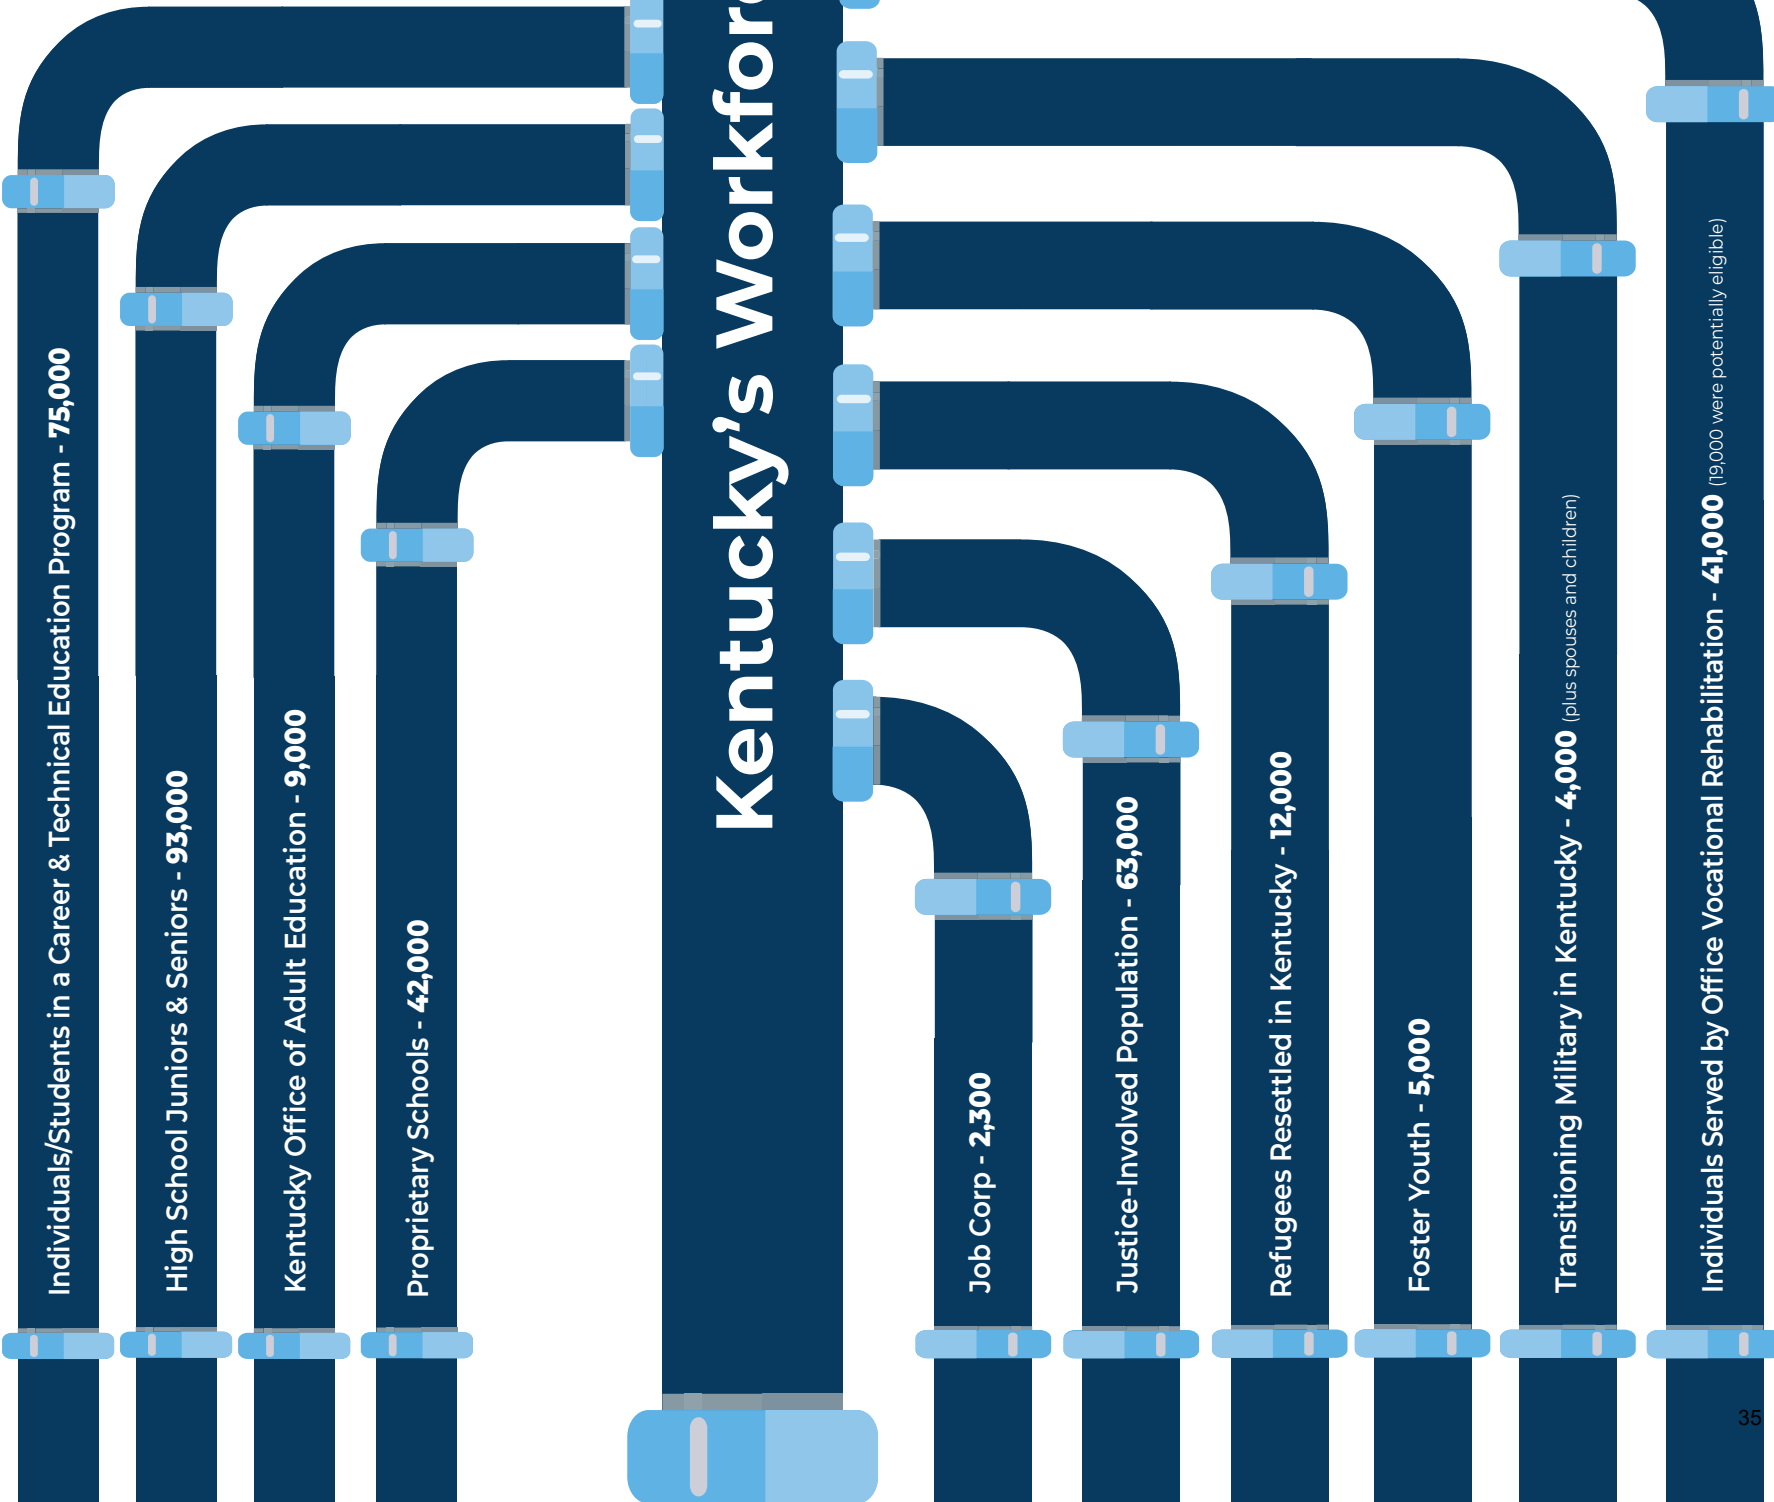 Individuals/Students in a Career & Technical Education Program - 75,000
High School Juniors & Seniors - 93,000
Kentucky Office of Adult Education - 9,000
Proprietary Schools - 42,000
Kentucky's Workforc
Job Corp - 2,300
Justice-Involved Population - 63,000
Refugees Resettled in Kentucky - 12,000
Foster Youth - 5,000
Transitioning Military in Kentucky - 4,000 (plus spouses and children)
Individuals Served by Office Vocational Rehabilitation - 41,000 (19,000 were potentially eligible)
35